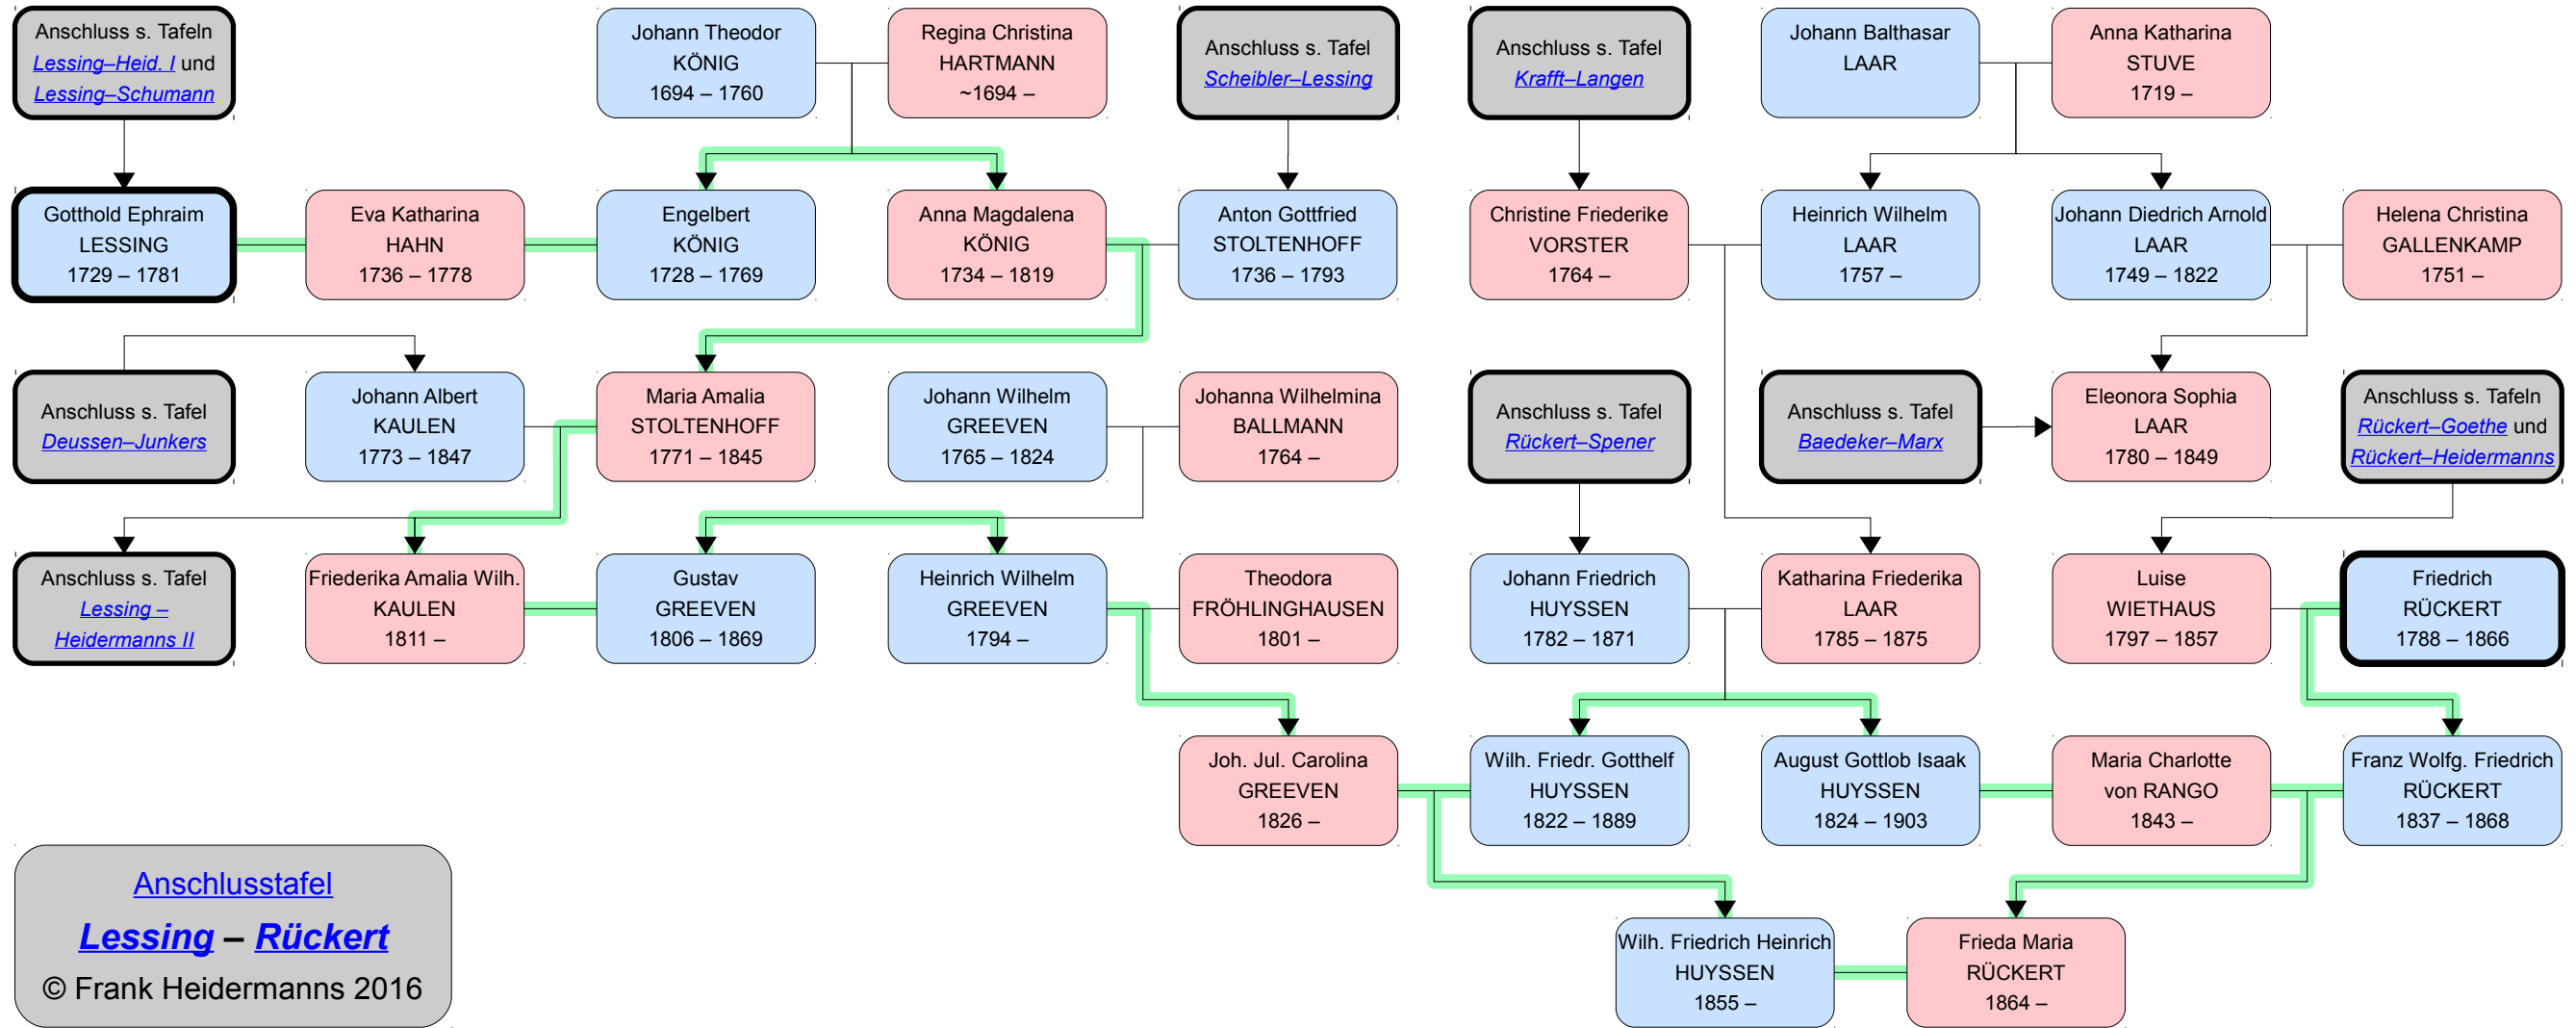 Anschluss s. Tafeln
Lessing–Heid. I und
Lessing–Schumann
Johann Theodor
KÖNIG
1694 – 1760
Regina Christina
HARTMANN
~1694 –
Anschluss s. Tafel
Scheibler–Lessing
Anschluss s. Tafel
Krafft–Langen
Johann Balthasar
LAAR
Anna Katharina
STUVE
1719 –
Gotthold Ephraim
LESSING
1729 – 1781
Eva Katharina
HAHN
1736 – 1778
Engelbert
KÖNIG
1728 – 1769
Anna Magdalena
KÖNIG
1734 – 1819
Anton Gottfried
STOLTENHOFF
1736 – 1793
Christine Friederike
VORSTER
1764 –
Heinrich Wilhelm
LAAR
1757 –
Johann Diedrich Arnold
LAAR
1749 – 1822
Helena Christina
GALLENKAMP
1751 –
Anschluss s. Tafel
Deussen–Junkers
Johann Albert
KAULEN
1773 – 1847
Maria Amalia
STOLTENHOFF
1771 – 1845
Johann Wilhelm
GREEVEN
1765 – 1824
Johanna Wilhelmina
BALLMANN
1764 –
Anschluss s. Tafel
Rückert–Spener
Anschluss s. Tafel
Baedeker–Marx
Eleonora Sophia
LAAR
1780 – 1849
Anschluss s. Tafeln
Rückert–Goethe und
Rückert–Heidermanns
Anschluss s. Tafel
Lessing –
Heidermanns II
Friederika Amalia Wilh.
KAULEN
1811 –
Gustav
GREEVEN
1806 – 1869
Heinrich Wilhelm
GREEVEN
1794 –
Theodora
FRÖHLINGHAUSEN
1801 –
Johann Friedrich
HUYSSEN
1782 – 1871
Katharina Friederika
LAAR
1785 – 1875
Luise
WIETHAUS
1797 – 1857
Friedrich
RÜCKERT
1788 – 1866
Joh. Jul. Carolina
GREEVEN
1826 –
Wilh. Friedr. Gotthelf
HUYSSEN
1822 – 1889
August Gottlob Isaak
HUYSSEN
1824 – 1903
Maria Charlotte
von RANGO
1843 –
Franz Wolfg. Friedrich
RÜCKERT
1837 – 1868
Wilh. Friedrich Heinrich
HUYSSEN
1855 –
Frieda Maria
RÜCKERT
1864 –
Anschlusstafel
Lessing – Rückert
© Frank Heidermanns 2016